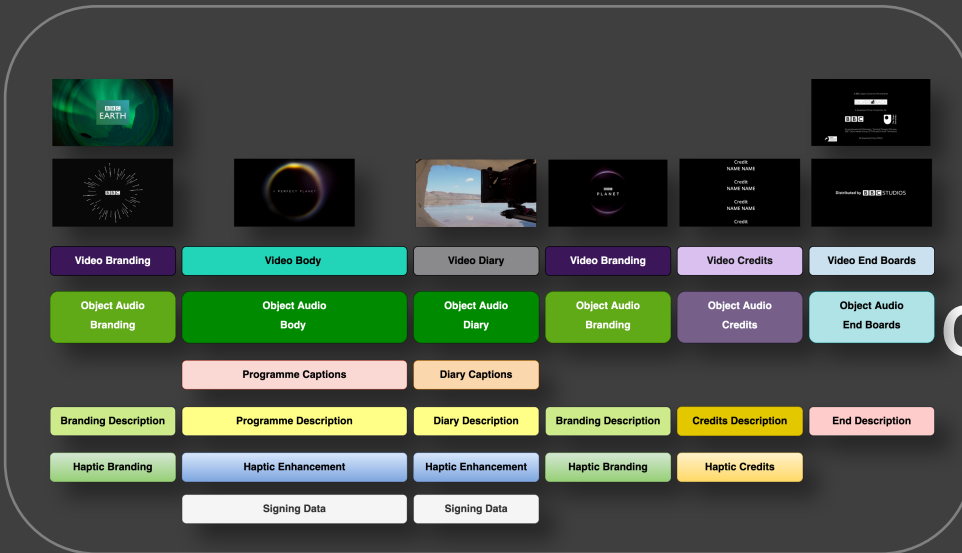 BBC
EARTH
BBC
BBC
BBC
A PERFECT PLANET
BBC
PLANET
Credit
NAME NAME
Credit
NAME NAME
Credit
NAME NAME
Credit
Distributed by BBC STUDIOS
Video Branding
Video Body
Video Diary
Video Branding
Video Credits
Video End Boards
Object Audio
Branding
Object Audio
Body
Object Audio
Diary
Object Audio
Branding
Object Audio
Credits
Object Audio
End Boards
Programme Captions
Diary Captions
Branding Description
Programme Description
Diary Description
Branding Description
Credits Description
End Description
Haptic Branding
Haptic Enhancement
Haptic Enhancement
Haptic Branding
Haptic Credits
Signing Data
Signing Data